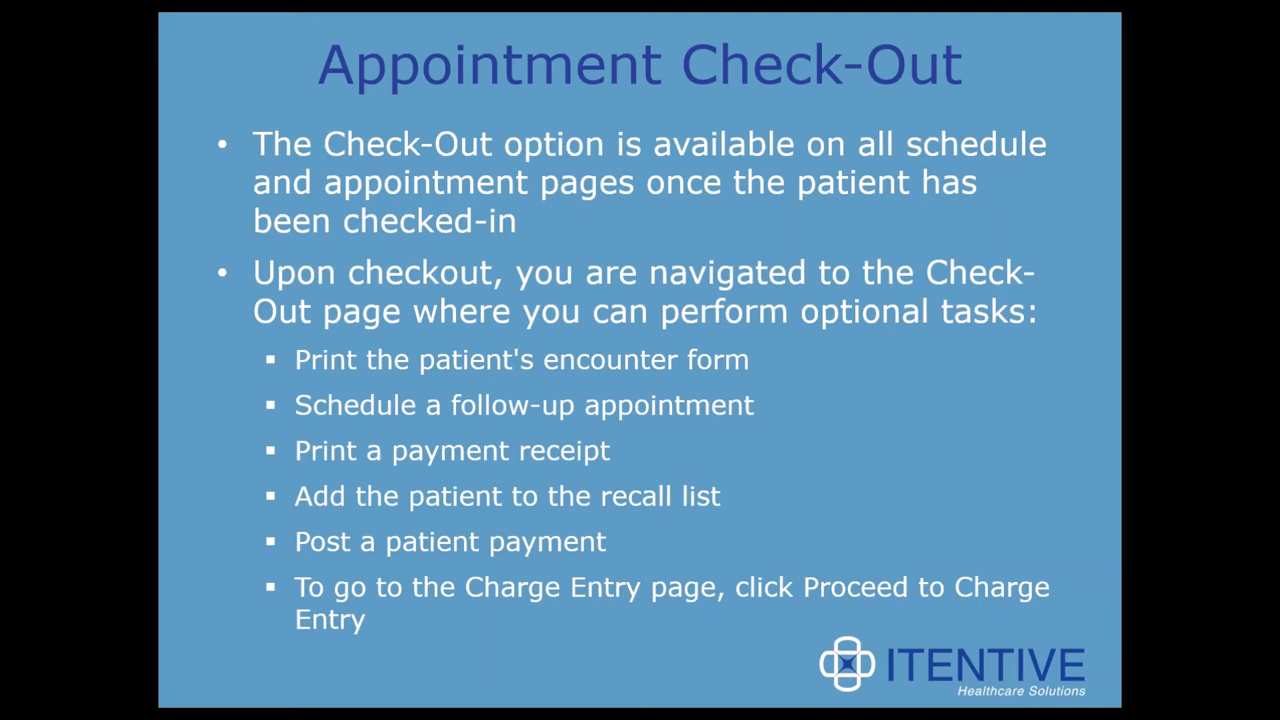 Appointment Check-Out
• The Check-Out option is available on all schedule
and appointment pages once the patient has
been checked-in
• Upon checkout, you are navigated to the Check-
Out page where you can perform optional tasks:
▪ Print the patient's encounter form
▪ Schedule a follow-up appointment
▪ Print a payment receipt
▪ Add the patient to the recall list
▪ Post a patient payment
▪ To go to the Charge Entry page, click Proceed to Charge
Entry
ITENTIVE
Healthcare Solutions